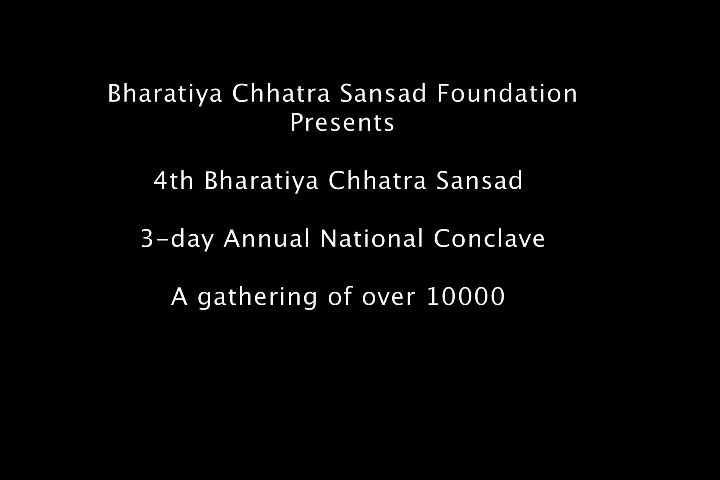 Bharatiya Chhatra Sansad Foundation
Presents
4th Bharatiya Chhatra Sansad
3-day Annual National Conclave
A gathering of over 10000